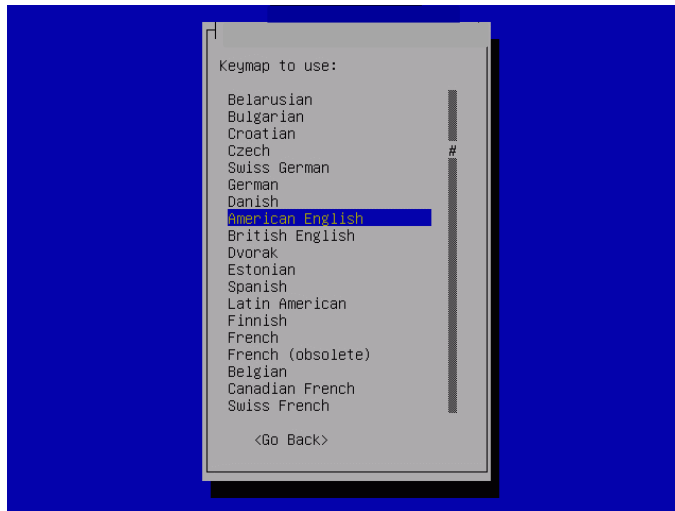 Keymap to use:
Belarusian
Bulgarian
Croatian
Czech #
Swiss German
German
Danish
American English
British English
Dvorak
Estonian
Spanish
Latin American
Finnish
French
French (obsolete)
Belgian
Canadian French
Swiss French
<Go Back>